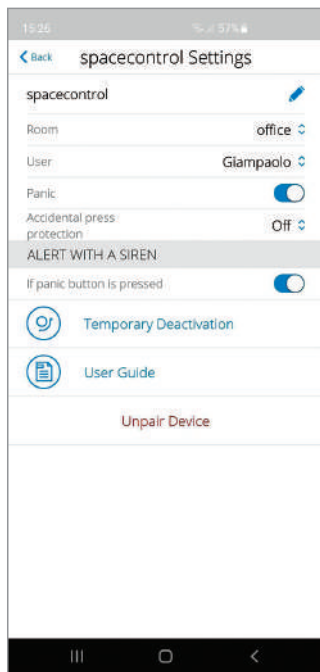 15:26 57%
Back spacecontrol Settings
spacecontrol
Room office
User Giampaolo
Panic
Accidental press
protection Off
ALERT WITH A SIREN
If panic button is pressed
Temporary Deactivation
User Guide
Unpair Device